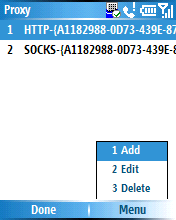 Proxy
1 HTTP-{A1182988-0D73-439E-87
2 SOCKS-{A1182988-0D73-439E-8
1 Add
2 Edit
3 Delete
Done Menu